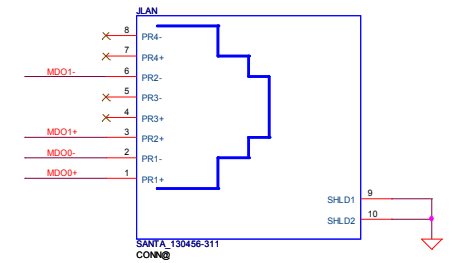 JLAN
8 PR4-
7 PR4+
MDO1- 6 PR2-
5 PR3-
4 PR3+
MDO1+ 3 PR2+
MDO0- 2 PR1-
MDO0+ 1 PR1+
SHLD1 9
SHLD2 10
SANTA_130456-311
CONN@